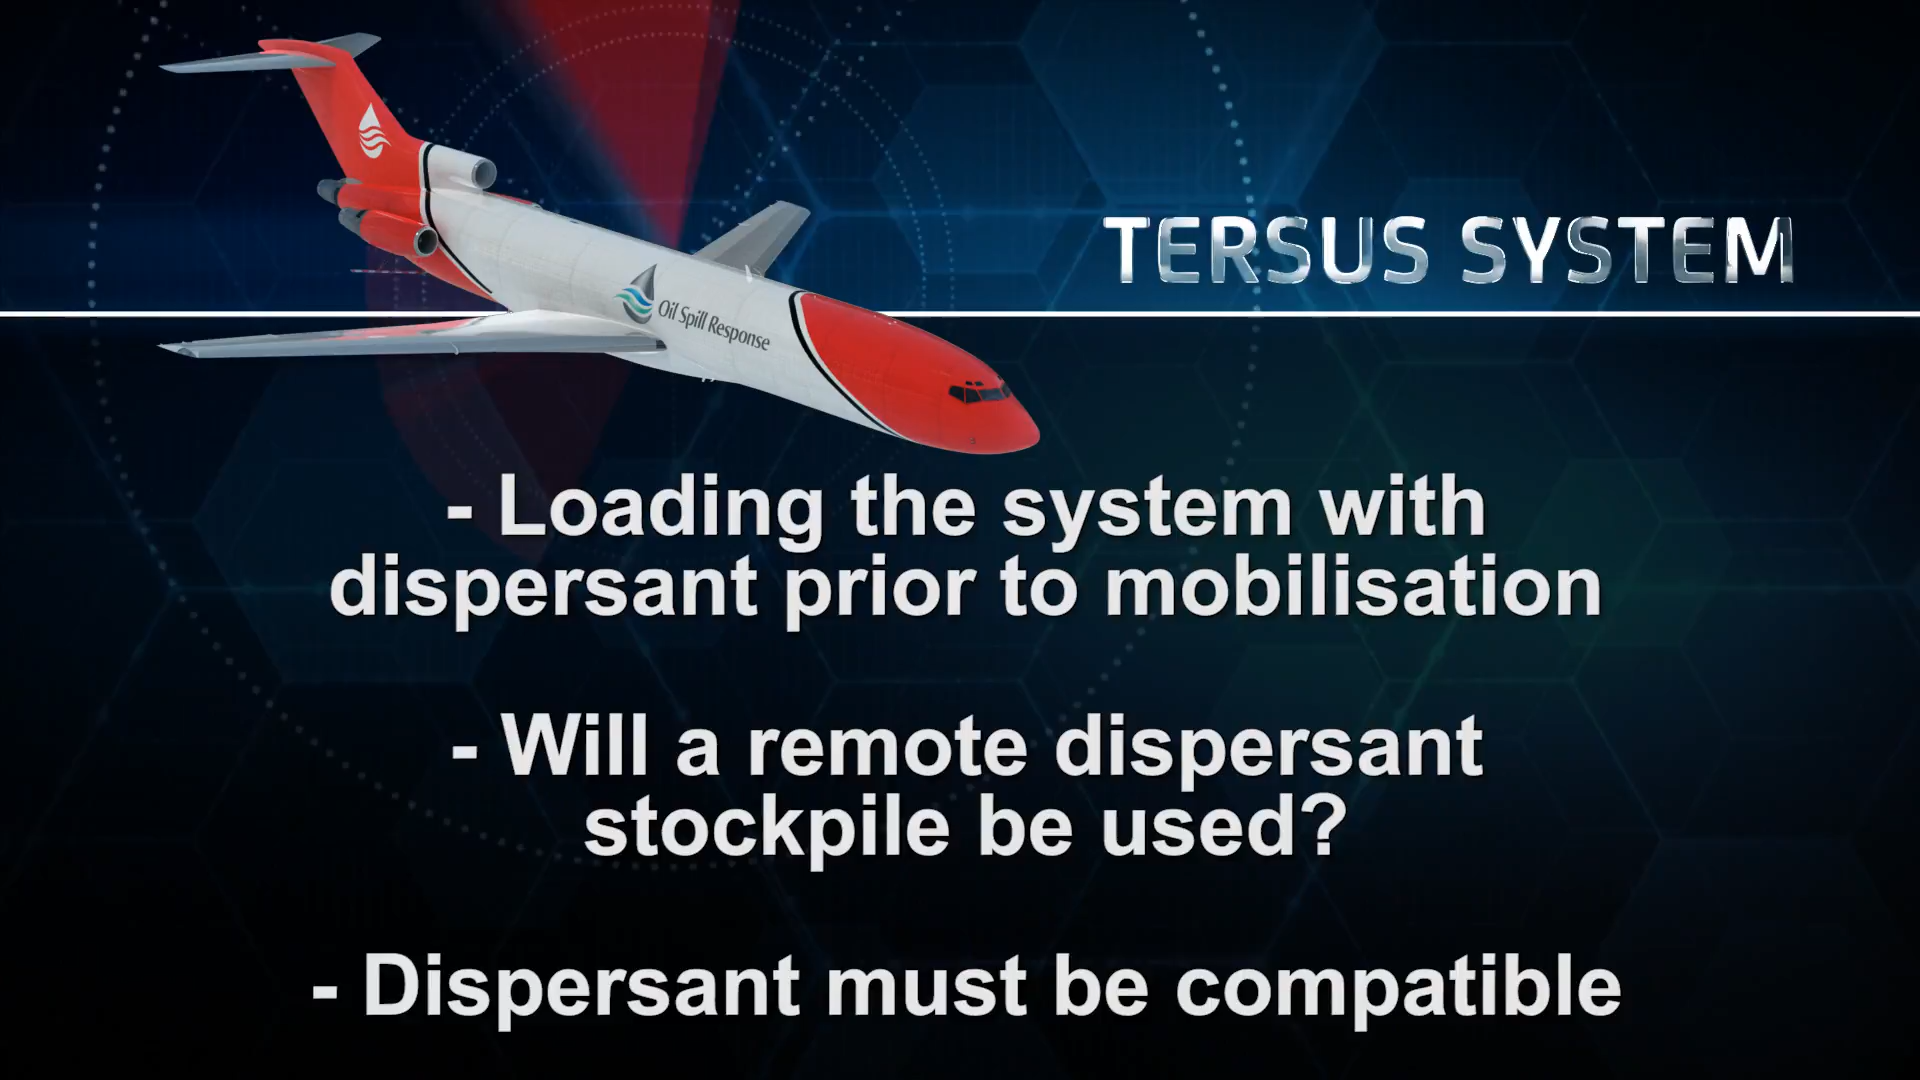 TERSUS SYSTEM
Oil Spill Response
- Loading the system with
dispersant prior to mobilisation
- Will a remote dispersant
stockpile be used?
- Dispersant must be compatible